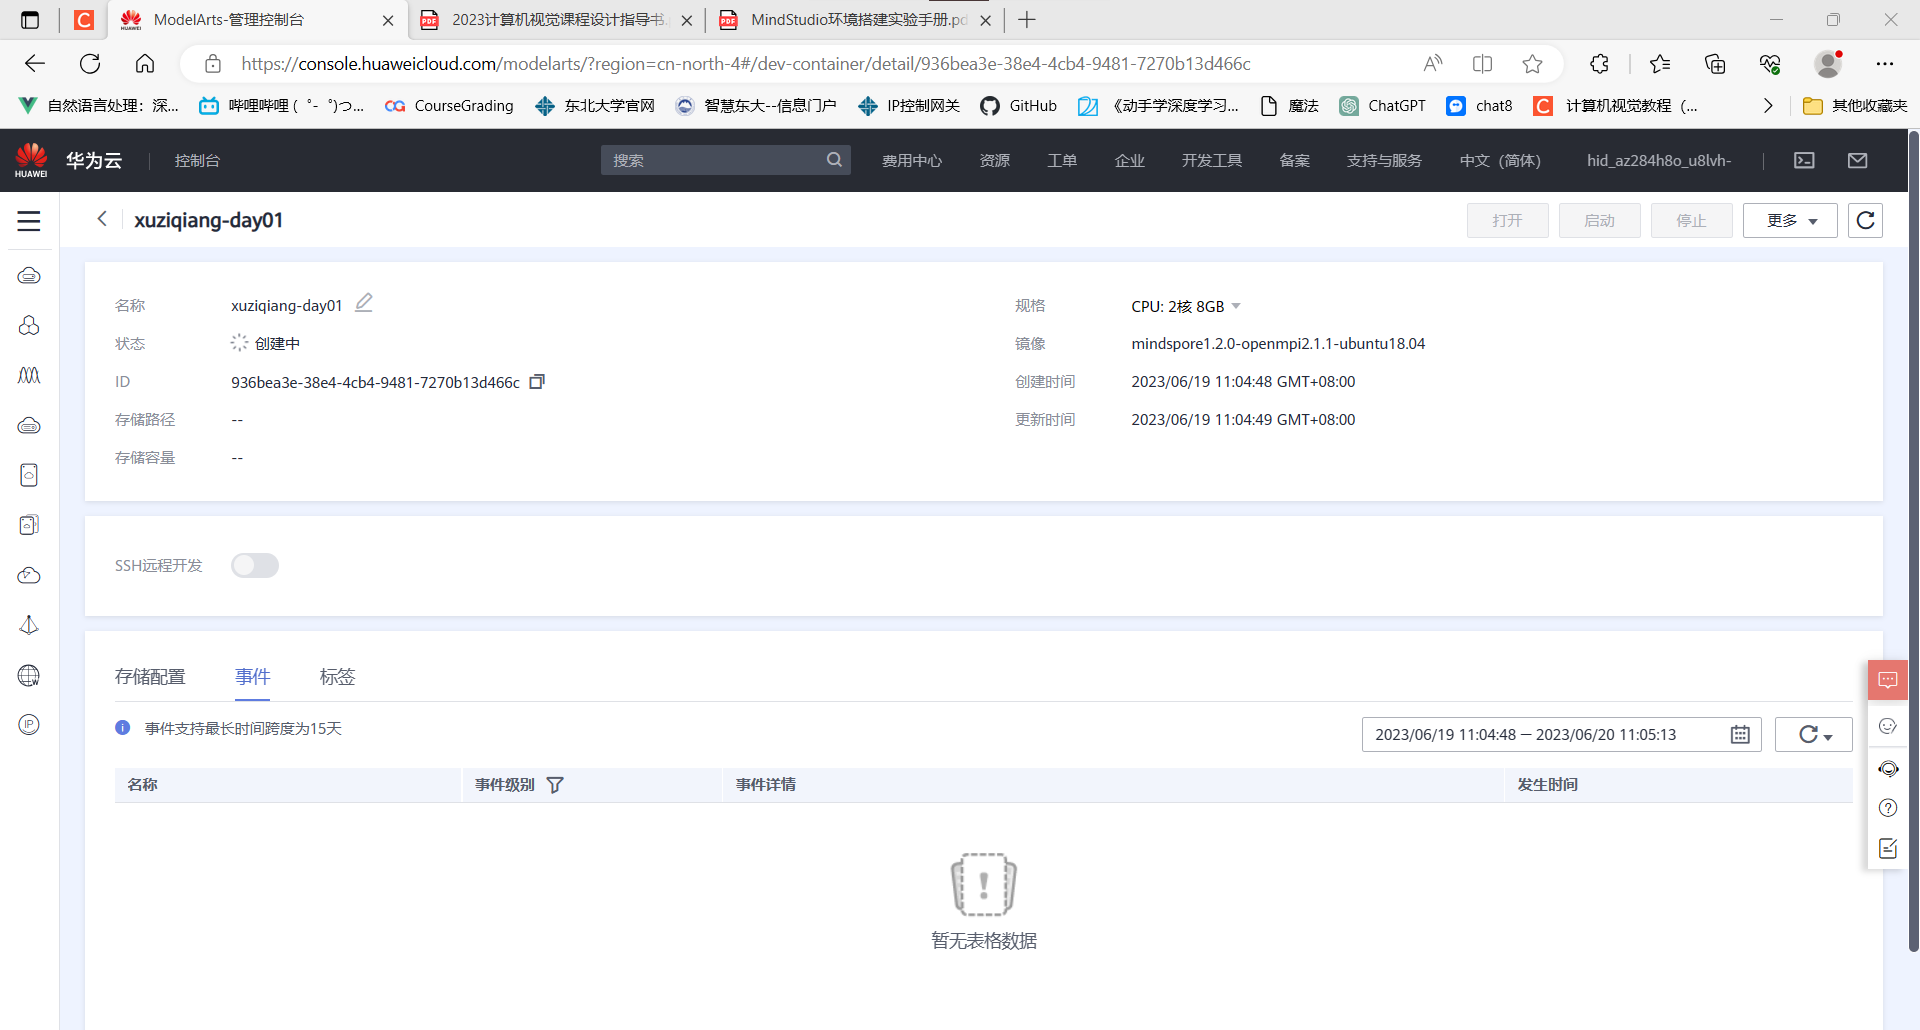 ModelArts-管理控制台
2023计算机视觉课程设计指导书.
MindStudio环境搭建实验手册.pd
https://console.huaweicloud.com/modelarts/?region=cn-north-4#/dev-container/detail/936bea3e-38e4-4cb4-9481-7270b13d466c
自然语言处理：深... 哔哩哔哩 (゜-゜)つ... CourseGrading 东北大学官网 智慧东大--信息门户 IP控制网关 GitHub 《动手学深度学习... 魔法 ChatGPT chat8 计算机视觉教程（... 其他收藏夹
HUAWEI 华为云 控制台 搜索 费用中心 资源 工单 企业 开发工具 备案 支持与服务 中文（简体） hid_az284h8o_u8lvh-
xuziqiang-day01 打开 启动 停止 更多
名称 xuziqiang-day01 规格 CPU: 2核 8GB
状态 创建中 镜像 mindspore1.2.0-openmpi2.1.1-ubuntu18.04
ID 936bea3e-38e4-4cb4-9481-7270b13d466c 创建时间 2023/06/19 11:04:48 GMT+08:00
存储路径 -- 更新时间 2023/06/19 11:04:49 GMT+08:00
存储容量 --
SSH远程开发
存储配置 事件 标签
事件支持最长时间跨度为15天 2023/06/19 11:04:48 — 2023/06/20 11:05:13
名称 事件级别 事件详情 发生时间
暂无表格数据